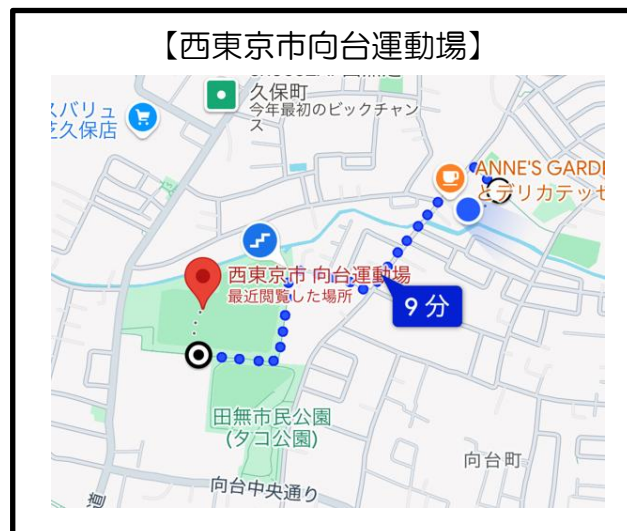 【西東京市向台運動場】
久保町
今年最初のビックチャン
ス
スバリュ
芝久保店
ANNE'S GARDE
とデリカテッセ
西東京市 向台運動場
最近閲覧した場所
9 分
田無市民公園
(タコ公園)
向台町
向台中央通り
道